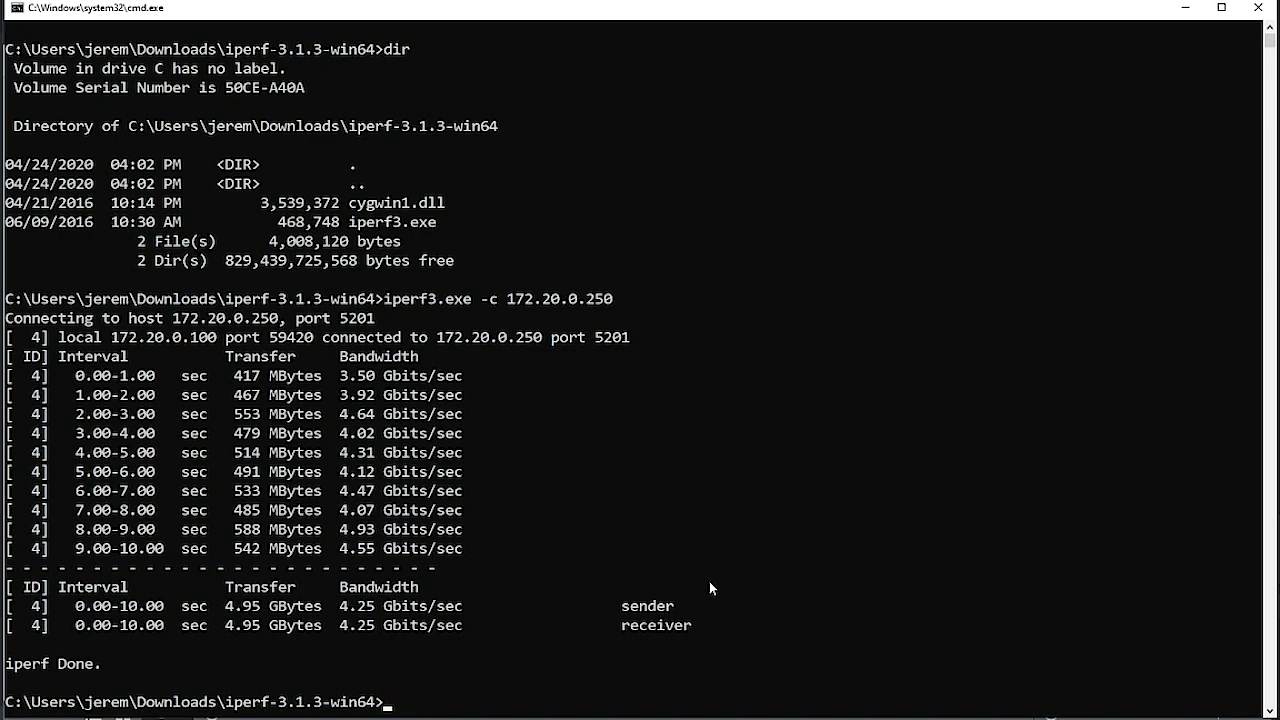 C:\Windows\system32\cmd.exe
C:\Users\jerem\Downloads\iperf-3.1.3-win64>dir
Volume in drive C has no label.
Volume Serial Number is 50CE-A40A
Directory of C:\Users\jerem\Downloads\iperf-3.1.3-win64
04/24/2020  04:02 PM    <DIR>          .
04/24/2020  04:02 PM    <DIR>          ..
04/21/2016  10:14 PM         3,539,372 cygwin1.dll
06/09/2016  10:30 AM           468,748 iperf3.exe
2 File(s)      4,008,120 bytes
2 Dir(s)  829,439,725,568 bytes free
C:\Users\jerem\Downloads\iperf-3.1.3-win64>iperf3.exe -c 172.20.0.250
Connecting to host 172.20.0.250, port 5201
[  4] local 172.20.0.100 port 59420 connected to 172.20.0.250 port 5201
[ ID] Interval           Transfer     Bandwidth
[  4]   0.00-1.00   sec   417 MBytes  3.50 Gbits/sec
[  4]   1.00-2.00   sec   467 MBytes  3.92 Gbits/sec
[  4]   2.00-3.00   sec   553 MBytes  4.64 Gbits/sec
[  4]   3.00-4.00   sec   479 MBytes  4.02 Gbits/sec
[  4]   4.00-5.00   sec   514 MBytes  4.31 Gbits/sec
[  4]   5.00-6.00   sec   491 MBytes  4.12 Gbits/sec
[  4]   6.00-7.00   sec   533 MBytes  4.47 Gbits/sec
[  4]   7.00-8.00   sec   485 MBytes  4.07 Gbits/sec
[  4]   8.00-9.00   sec   588 MBytes  4.93 Gbits/sec
[  4]   9.00-10.00  sec   542 MBytes  4.55 Gbits/sec
- - - - - - - - - - - - - - - - - - - - - - - - -
[ ID] Interval           Transfer     Bandwidth
[  4]   0.00-10.00  sec  4.95 GBytes  4.25 Gbits/sec                  sender
[  4]   0.00-10.00  sec  4.95 GBytes  4.25 Gbits/sec                  receiver
iperf Done.
C:\Users\jerem\Downloads\iperf-3.1.3-win64>